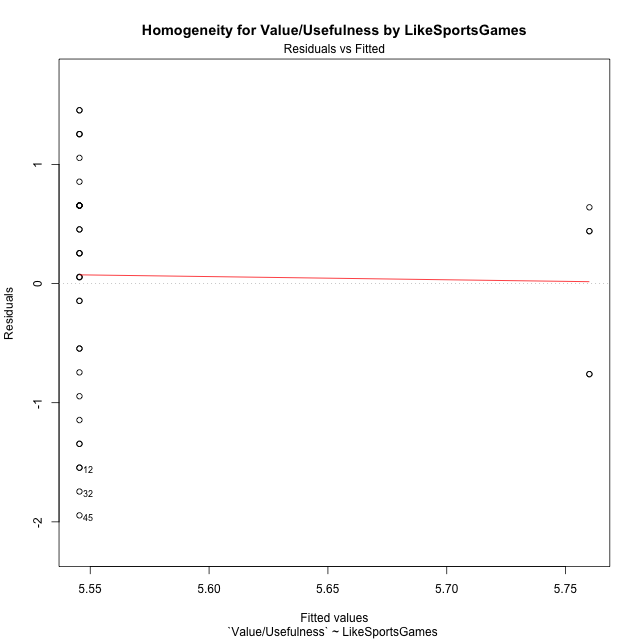 Homogeneity for Value/Usefulness by LikeSportsGames
Residuals vs Fitted
Residuals
1
0
-1
-2
12
32
45
5.55 5.60 5.65 5.70 5.75
Fitted values
`Value/Usefulness` ~ LikeSportsGames